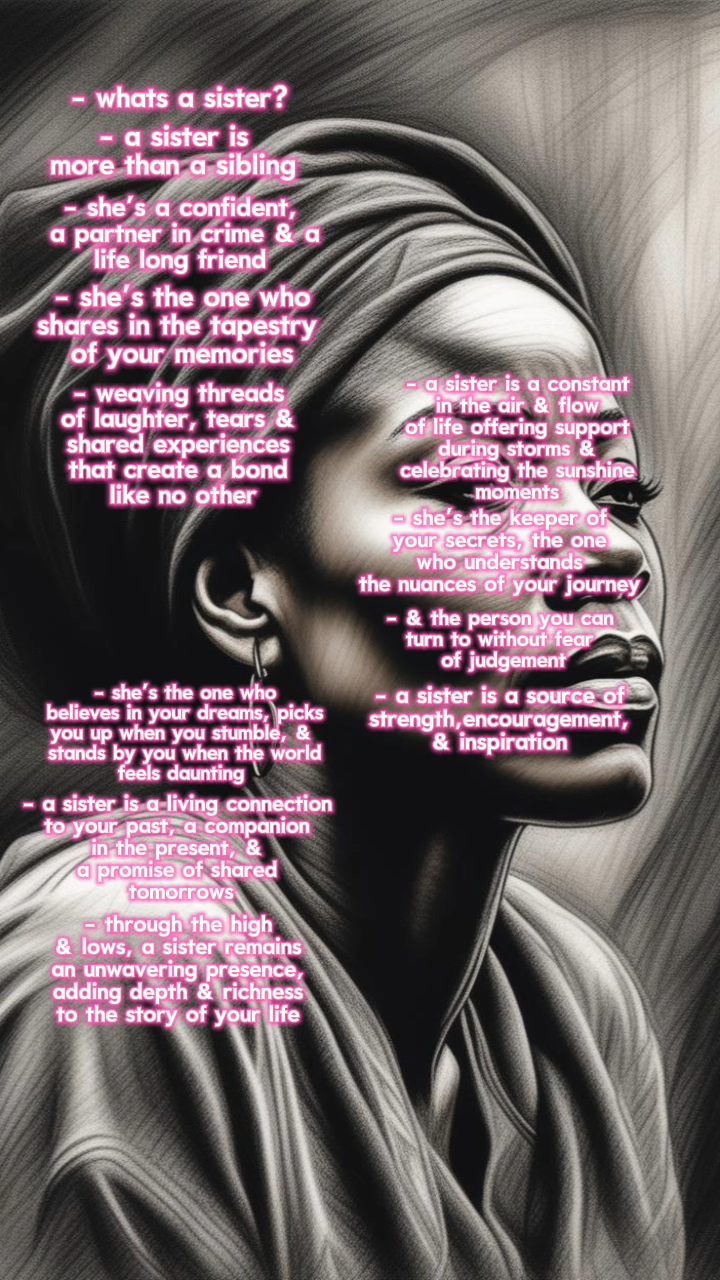 - whats a sister?
- a sister is
more than a sibling
- she's a confident,
a partner in crime & a
life long friend
- she's the one who
shares in the tapestry
of your memories
- weaving threads
of laughter, tears &
shared experiences
that create a bond
like no other
- a sister is a constant
in the air & flow
of life offering support
during storms &
celebrating the sunshine
moments
- she's the keeper of
your secrets, the one
who understands
the nuances of your journey
- & the person you can
turn to without fear
of judgement
- a sister is a source of
strength,encouragement,
& inspiration
- she's the one who
believes in your dreams, picks
you up when you stumble, &
stands by you when the world
feels daunting
- a sister is a living connection
to your past, a companion
in the present, &
a promise of shared
tomorrows
- through the high
& lows, a sister remains
an unwavering presence,
adding depth & richness
to the story of your life